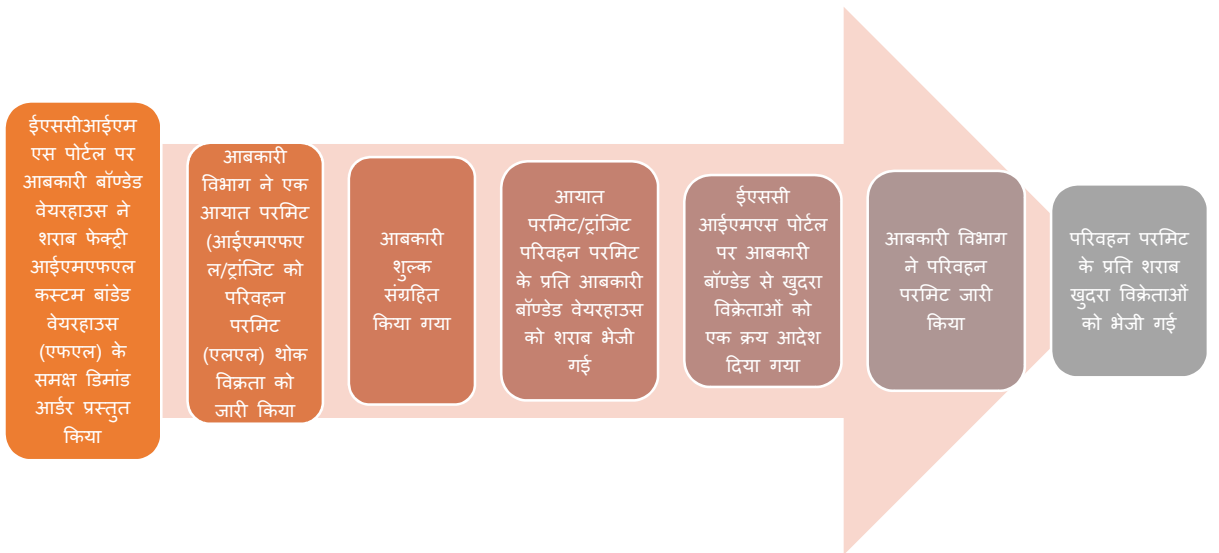 ईएससीआईएम
एस पोर्टल पर
आबकारी बॉण्डेड
वेयरहाउस ने
शराब फेक्ट्री
आईएमएफएल
कस्टम बांडेड
वेयरहाउस
(एफएल) के
समक्ष डिमांड
आर्डर प्रस्तुत
किया
आबकारी
विभाग ने एक
आयात परमिट
(आईएमएफए
ल/ट्रांजिट को
परिवहन
परमिट
(एलएल) थोक
विक्रता को
जारी किया
आबकारी
शुल्क
संग्रहित
किया गया
आयात
परमिट/ट्रांजिट
परिवहन परमिट
के प्रति आबकारी
बॉण्डेड वेयरहाउस
को शराब भेजी
गई
ईएससी
आईएमएस पोर्टल
पर आबकारी
बॉण्डेड से खुदरा
विक्रेताओं को
एक क्रय आदेश
दिया गया
आबकारी विभाग
ने परिवहन
परमिट जारी
किया
परिवहन परमिट
के प्रति शराब
खुदरा विक्रेताओं
को भेजी गई